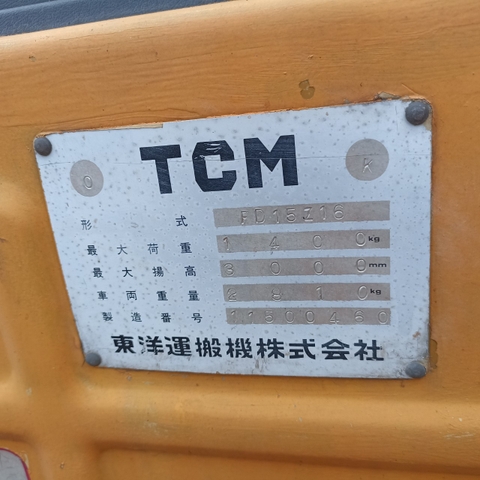 O K
TCM
形式 FD15Z16
最大荷重 1400kg
最大揚高 3000mm
車両重量 2810kg
製造番号 11800460
東洋運搬機株式会社